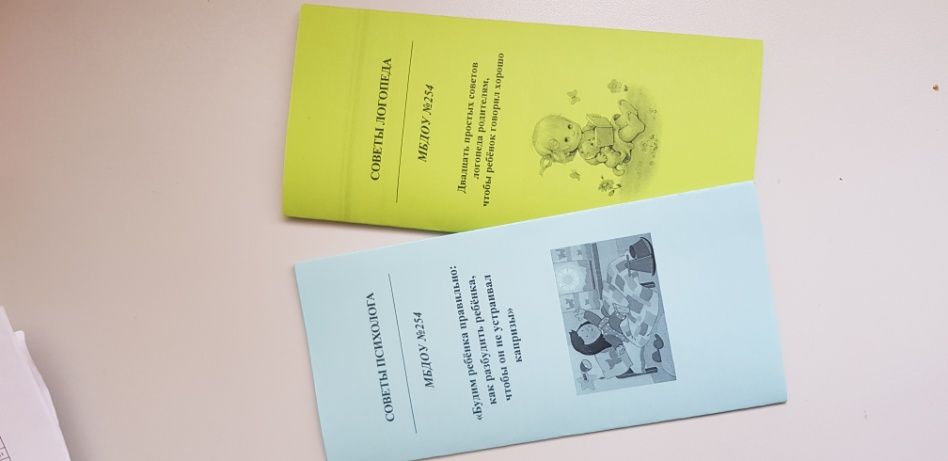 СОВЕТЫ ЛОГОПЕДА
МБДОУ №254
Двадцать простых советов
логопеда родителям,
чтобы ребёнок говорил хорошо
СОВЕТЫ ПСИХОЛОГА
МБДОУ №254
«Будим ребёнка правильно:
как разбудить ребёнка,
чтобы он не устраивал
капризы»